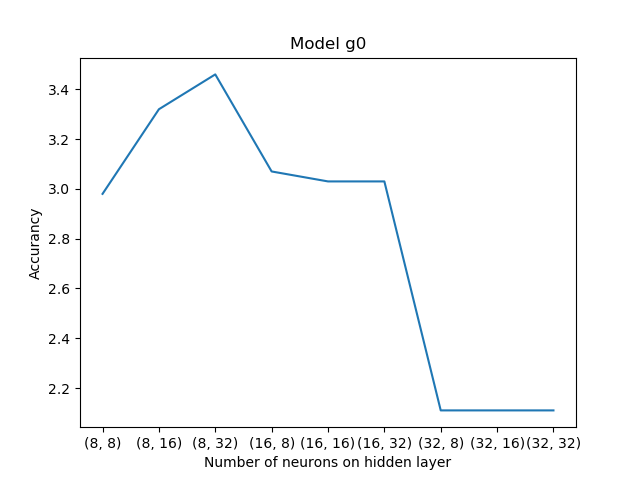 Model g0
3.4
3.2
3.0
2.8
2.6
2.4
2.2
Accurancy
(8, 8) (8, 16) (8, 32) (16, 8) (16, 16) (16, 32) (32, 8) (32, 16) (32, 32)
Number of neurons on hidden layer